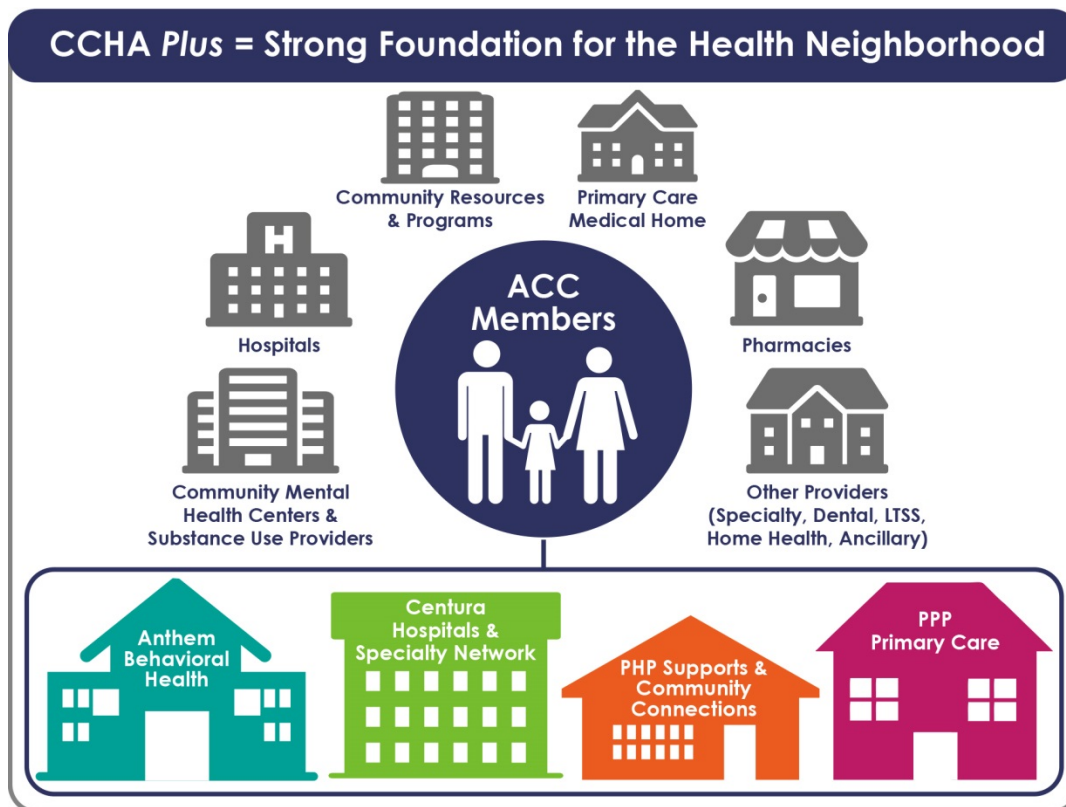 CCHA Plus = Strong Foundation for the Health Neighborhood
Community Resources
& Programs
Primary Care
Medical Home
H
Hospitals
ACC
Members
Pharmacies
Community Mental
Health Centers &
Substance Use Providers
Other Providers
(Specialty, Dental, LTSS,
Home Health, Ancillary)
Anthem
Behavioral
Health
Centura
Hospitals &
Specialty Network
PHP Supports &
Community
Connections
PPP
Primary Care